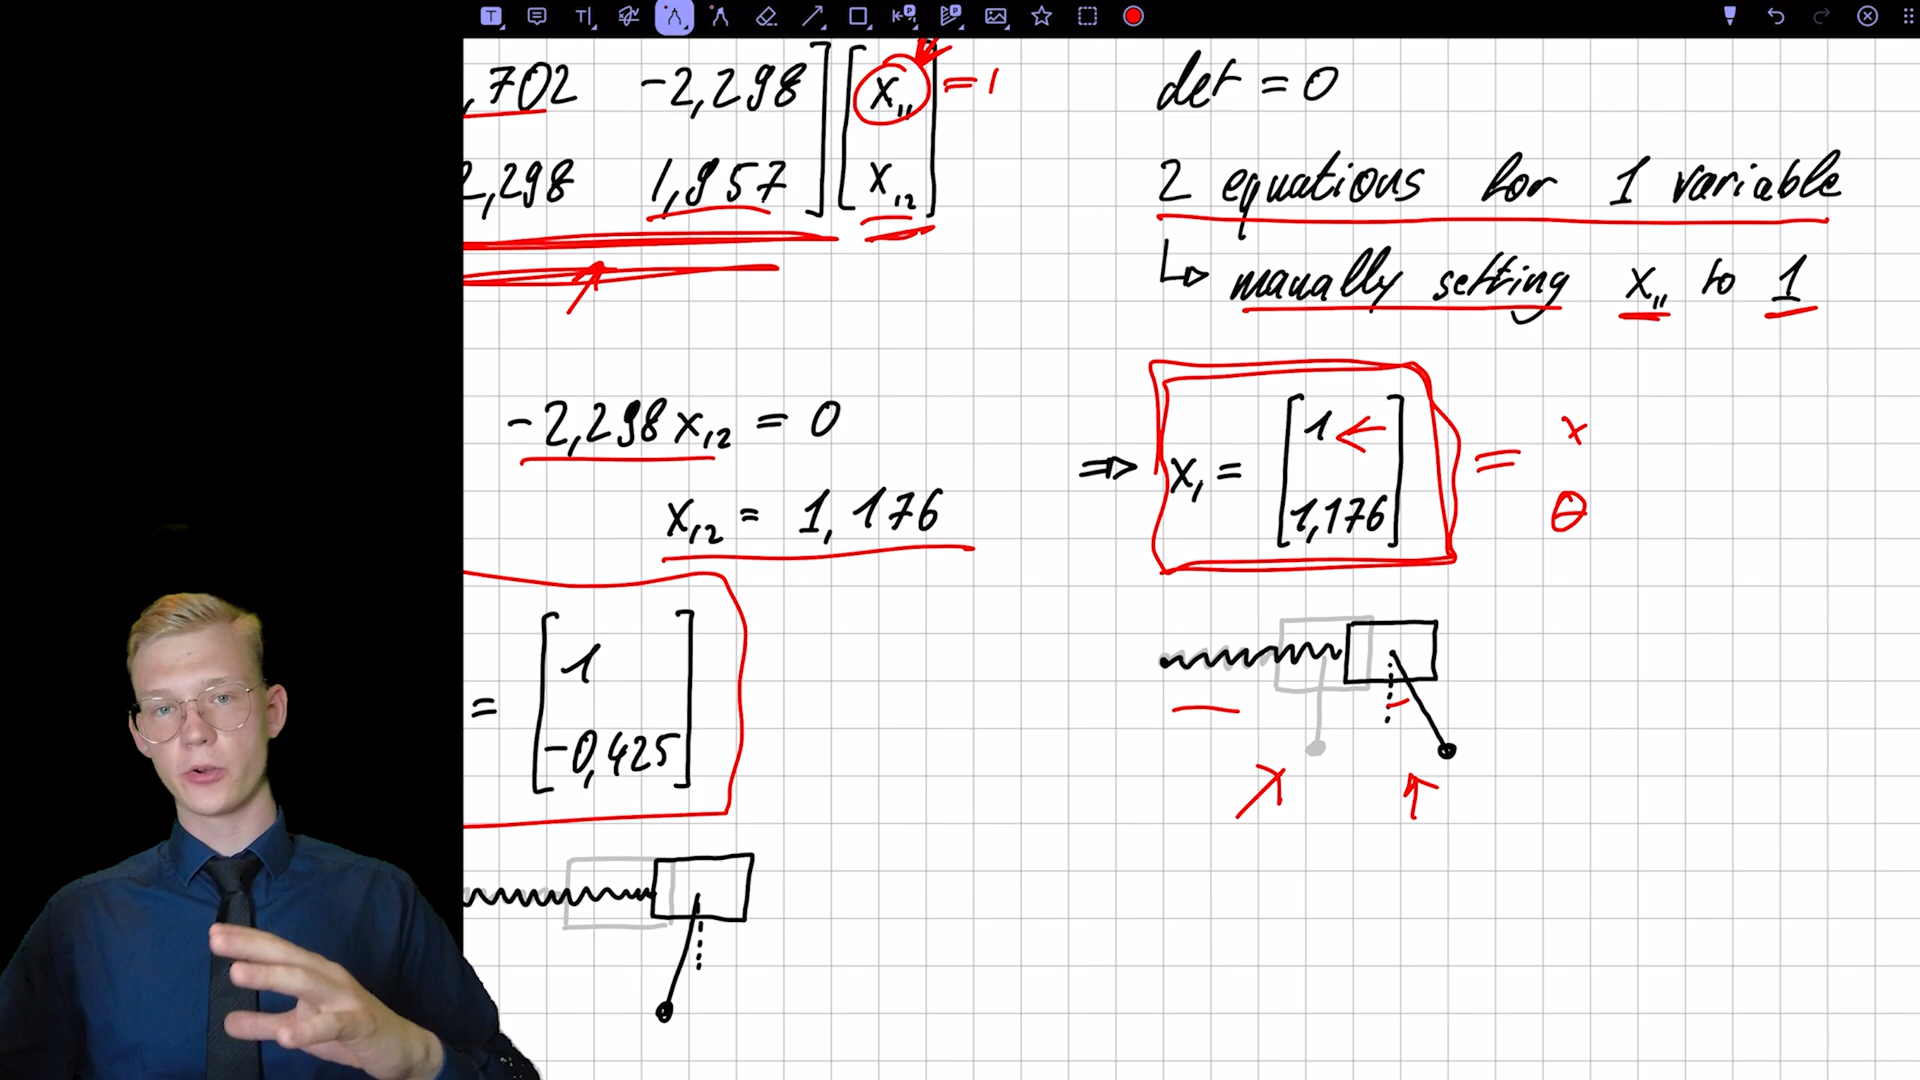 ,702 -2,298 x₁₁ = 1
2,298 1,957 x₁₂
det = 0
2 equations for 1 variable
↳ manually setting x₁₁ to 1
-2,298 x₁₂ = 0
x₁₂ = 1,176
⇒ x₁ = [1 ← 1,176] = x θ
= [1 -0,425]